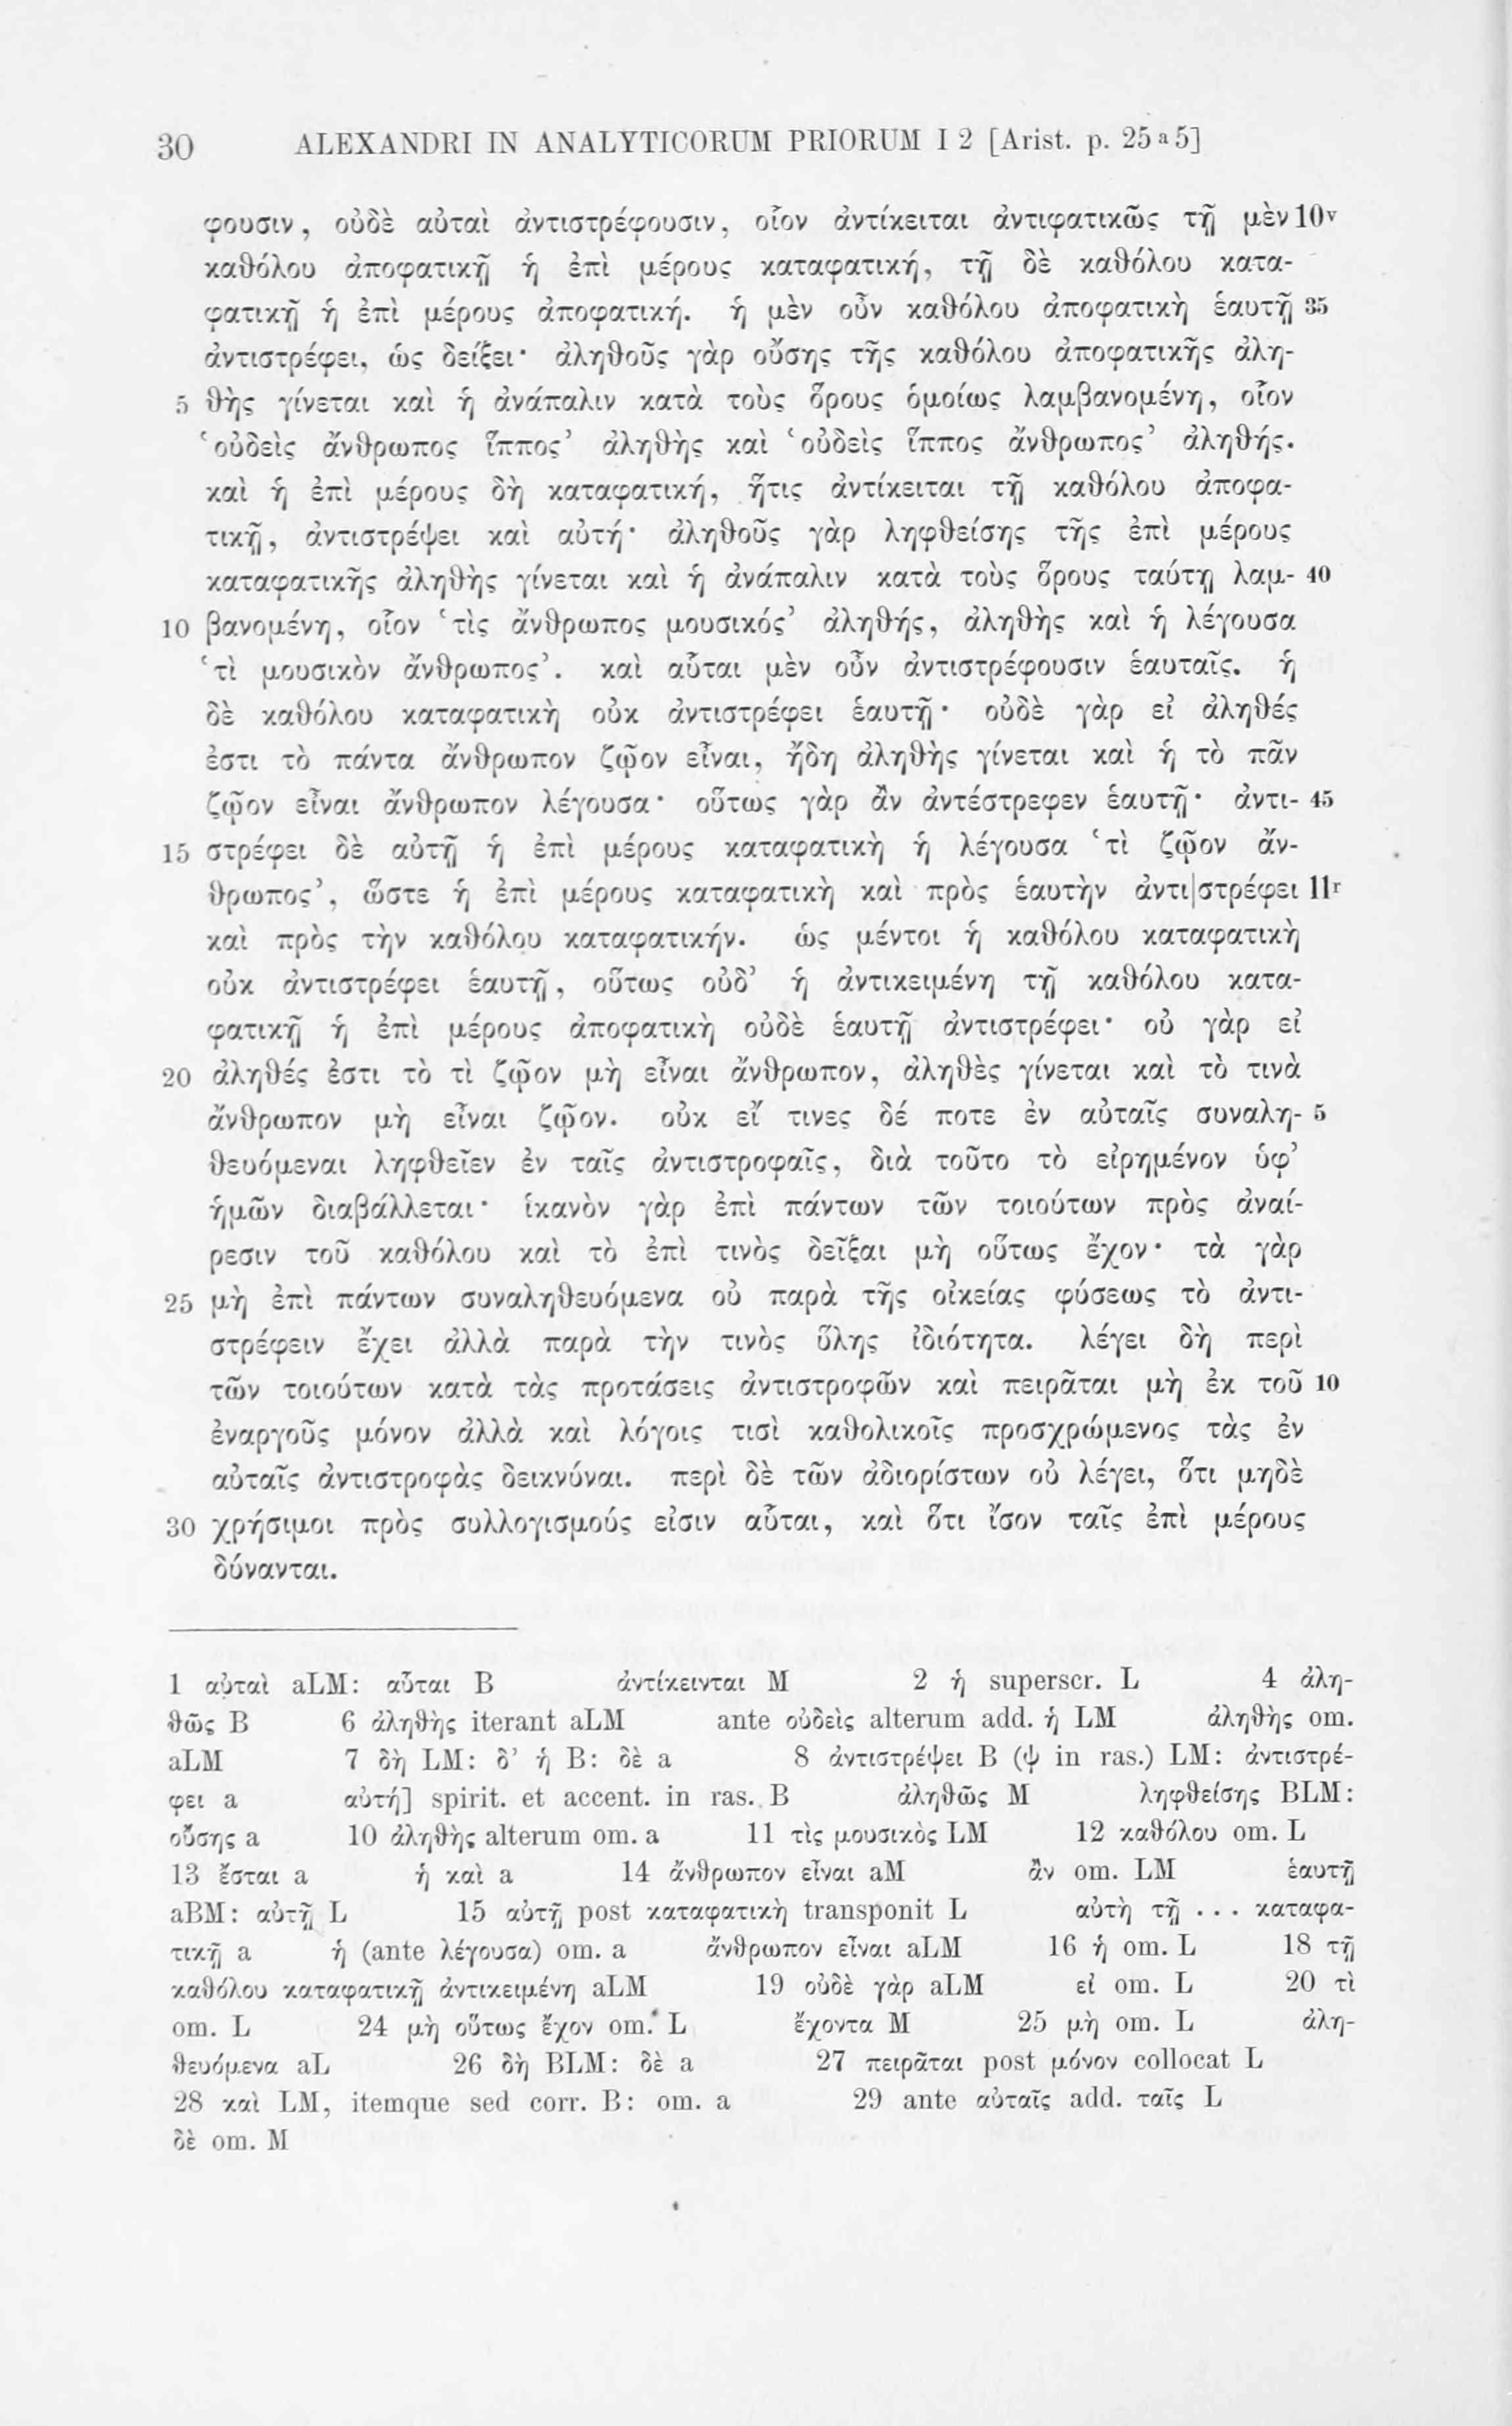 30 ALEXANDRI IN ANALYTICORUM PRIORUM I 2 [Arist. p. 25 a 5]
φουσιν, οὐδὲ αὐταὶ ἀντιστρέφουσιν, οἷον ἀντίκειται ἀντιφατικῶς τῇ μὲν 10v
καθόλου ἀποφατικῇ ἡ ἐπὶ μέρους καταφατική, τῇ δὲ καθόλου κατα-
φατικῇ ἡ ἐπὶ μέρους ἀποφατική. ἡ μὲν οὖν καθόλου ἀποφατικὴ ἑαυτῇ 35
ἀντιστρέφει, ὡς δείξει· ἀληθοῦς γὰρ οὔσης τῆς καθόλου ἀποφατικῆς ἀλη-
5 θὴς γίνεται καὶ ἡ ἀνάπαλιν κατὰ τοὺς ὅρους ὁμοίως λαμβανομένη, οἷον
‘οὐδεὶς ἄνθρωπος ἵππος’ ἀληθὴς καὶ ‘οὐδεὶς ἵππος ἄνθρωπος’ ἀληθής.
καὶ ἡ ἐπὶ μέρους δὴ καταφατική, ἥτις ἀντίκειται τῇ καθόλου ἀποφα-
τικῇ, ἀντιστρέψει καὶ αὐτή· ἀληθοῦς γὰρ ληφθείσης τῆς ἐπὶ μέρους
καταφατικῆς ἀληθὴς γίνεται καὶ ἡ ἀνάπαλιν κατὰ τοὺς ὅρους ταύτῃ λαμ- 40
10 βανομένη, οἷον ‘τὶς ἄνθρωπος μουσικός’ ἀληθής, ἀληθὴς καὶ ἡ λέγουσα
‘τὶ μουσικὸν ἄνθρωπος’. καὶ αὗται μὲν οὖν ἀντιστρέφουσιν ἑαυταῖς. ἡ
δὲ καθόλου καταφατικὴ οὐκ ἀντιστρέφει ἑαυτῇ· οὐδὲ γὰρ εἰ ἀληθές
ἐστι τὸ πάντα ἄνθρωπον ζῷον εἶναι, ἤδη ἀληθὴς γίνεται καὶ ἡ τὸ πᾶν
ζῷον εἶναι ἄνθρωπον λέγουσα· οὕτως γὰρ ἂν ἀντέστρεφεν ἑαυτῇ· ἀντι- 45
15 στρέφει δὲ αὐτῇ ἡ ἐπὶ μέρους καταφατικὴ ἡ λέγουσα ‘τὶ ζῷον ἄν-
θρωπος’, ὥστε ἡ ἐπὶ μέρους καταφατικὴ καὶ πρὸς ἑαυτὴν ἀντι|στρέφει 11r
καὶ πρὸς τὴν καθόλου καταφατικήν. ὡς μέντοι ἡ καθόλου καταφατικὴ
οὐκ ἀντιστρέφει ἑαυτῇ, οὕτως οὐδ’ ἡ ἀντικειμένη τῇ καθόλου κατα-
φατικῇ ἡ ἐπὶ μέρους ἀποφατικὴ οὐδὲ ἑαυτῇ ἀντιστρέφει· οὐ γὰρ εἰ
20 ἀληθές ἐστι τὸ τὶ ζῷον μὴ εἶναι ἄνθρωπον, ἀληθὲς γίνεται καὶ τὸ τινὰ
ἄνθρωπον μὴ εἶναι ζῷον. οὐκ εἴ τινες δέ ποτε ἐν αὐταῖς συναλη- 5
θευόμεναι ληφθεῖεν ἐν ταῖς ἀντιστροφαῖς, διὰ τοῦτο τὸ εἰρημένον ὑφ’
ἡμῶν διαβάλλεται· ἱκανὸν γὰρ ἐπὶ πάντων τῶν τοιούτων πρὸς ἀναί-
ρεσιν τοῦ καθόλου καὶ τὸ ἐπὶ τινὸς δεῖξαι μὴ οὕτως ἔχον· τὰ γὰρ
25 μὴ ἐπὶ πάντων συναληθευόμενα οὐ παρὰ τῆς οἰκείας φύσεως τὸ ἀντι-
στρέφειν ἔχει ἀλλὰ παρὰ τὴν τινὸς ὕλης ἰδιότητα. λέγει δὴ περὶ
τῶν τοιούτων κατὰ τὰς προτάσεις ἀντιστροφῶν καὶ πειρᾶται μὴ ἐκ τοῦ 10
ἐναργοῦς μόνον ἀλλὰ καὶ λόγοις τισὶ καθολικοῖς προσχρώμενος τὰς ἐν
αὐταῖς ἀντιστροφὰς δεικνύναι. περὶ δὲ τῶν ἀδιορίστων οὐ λέγει, ὅτι μηδὲ
30 χρήσιμοι πρὸς συλλογισμούς εἰσιν αὗται, καὶ ὅτι ἴσον ταῖς ἐπὶ μέρους
δύνανται.
1 αὐταὶ aLM: αὗται B ἀντίκεινται M 2 ἡ superscr. L 4 ἀλη-
θῶς B 6 ἀληθὴς iterant aLM ante οὐδεὶς alterum add. ἡ LM ἀληθὴς om.
aLM 7 δὴ LM: δ’ ἡ B: δὲ a 8 ἀντιστρέψει B (ψ in ras.) LM: ἀντιστρέ-
φει a αὐτή] spirit. et accent. in ras. B ἀληθῶς M ληφθείσης BLM:
οὔσης a 10 ἀληθὴς alterum om. a 11 τὶς μουσικὸς LM 12 καθόλου om. L
13 ἔσται a ἡ καὶ a 14 ἄνθρωπον εἶναι aM ἂν om. LM ἑαυτῇ
aBM: αὐτῇ L 15 αὐτῇ post καταφατικὴ transponit L αὐτὴ τῇ . . . καταφα-
τικῇ a ἡ (ante λέγουσα) om. a ἄνθρωπον εἶναι aLM 16 ἡ om. L 18 τῇ
καθόλου καταφατικῇ ἀντικειμένη aLM 19 οὐδὲ γὰρ aLM εἰ om. L 20 τὶ
om. L 24 μὴ οὕτως ἔχον om. L ἔχοντα M 25 μὴ om. L ἀλη-
θευόμενα aL 26 δὴ BLM: δὲ a 27 πειρᾶται post μόνον collocat L
28 καὶ LM, itemque sed corr. B: om. a 29 ante αὐταῖς add. ταῖς L
δὲ om. M